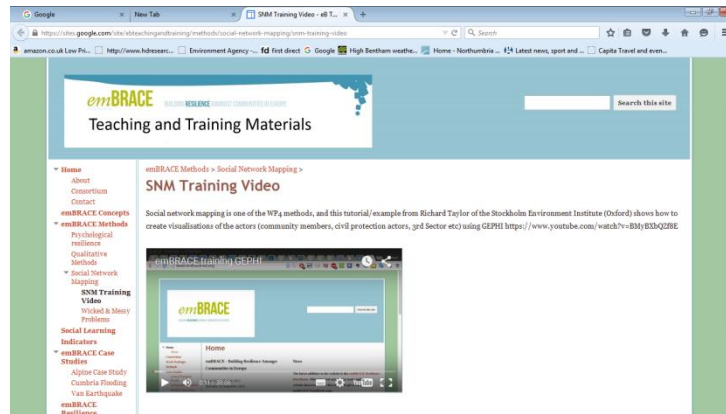 Google
New Tab
SNM Training Video - eB T...
https://sites.google.com/site/ebteachingandtraining/methods/social-network-mapping/snm-training-video
Search
amazon.co.uk Low Pri...
http://www.hdresearc...
Environment Agency -...
fd first direct
Google
High Bentham weathe...
Home - Northumbria ...
Latest news, sport and ...
Capita Travel and even...
emBRACE
BUILDING RESILIENCE AMONGST COMMUNITIES IN EUROPE
Teaching and Training Materials
Search this site
Home
About
Consortium
Contact
emBRACE Concepts
emBRACE Methods
Psychological
resilience
Qualitative
Methods
Social Network
Mapping
SNM Training
Video
Wicked & Messy
Problems
Social Learning
Indicators
emBRACE Case
Studies
Alpine Case Study
Cumbria Flooding
Van Earthquake
emBRACE
Resilience
emBRACE Methods > Social Network Mapping >
SNM Training Video
Social network mapping is one of the WP4 methods, and this tutorial/example from Richard Taylor of the Stockholm Environment Institute (Oxford) shows how to
create visualisations of the actors (community members, civil protection actors, 3rd Sector etc) using GEPHI https://www.youtube.com/watch?v=BMyBXbQZf8E
emBRACE training GEPHI
emBRACE
Home
emBRACE - Building Resilience Amongst
Communities in Europe
News
YouTube